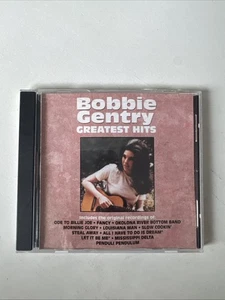 Bobbie
Gentry
GREATEST HITS
Includes the original recordings of
ODE TO BILLIE JOE • FANCY • OKOLONA RIVER BOTTOM BAND
MORNING GLORY • LOUISIANA MAN • SLOW COOKIN'
STEAL AWAY • ALL I HAVE TO DO IS DREAM*
LET IT BE ME* • MISSISSIPPI DELTA
PENDULI PENDULUM